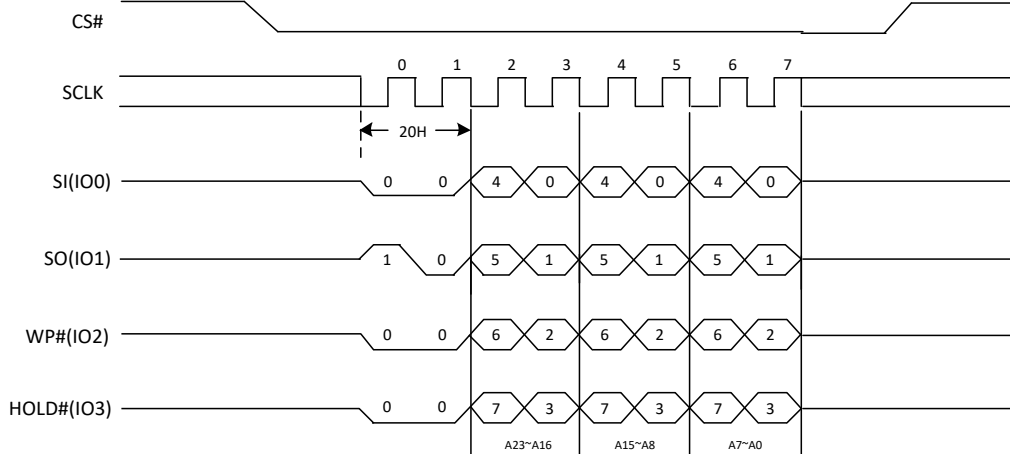 CS#
0 1 2 3 4 5 6 7
SCLK
20H
SI(IO0) 0 0 4 0 4 0 4 0
SO(IO1) 1 0 5 1 5 1 5 1
WP#(IO2) 0 0 6 2 6 2 6 2
HOLD#(IO3) 0 0 7 3 7 3 7 3
A23~A16 A15~A8 A7~A0